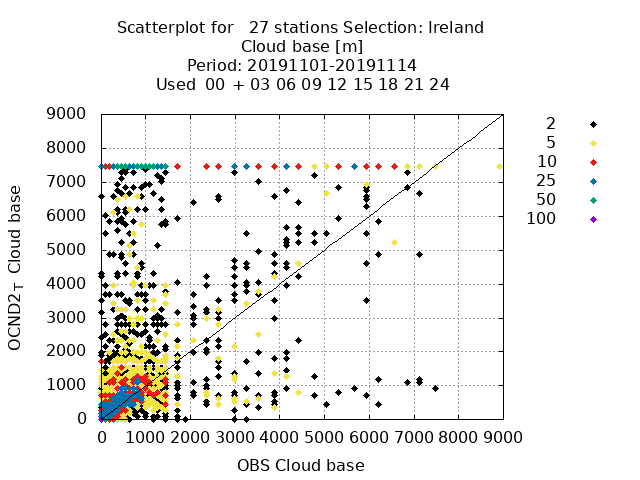 Scatterplot for   27 stations Selection: Ireland
Cloud base [m]
Period: 20191101-20191114
Used  00 + 03 06 09 12 15 18 21 24
9000
8000
7000
6000
5000
4000
3000
2000
1000
0
OCND2T Cloud base
0 1000 2000 3000 4000 5000 6000 7000 8000 9000
OBS Cloud base
2
5
10
25
50
100